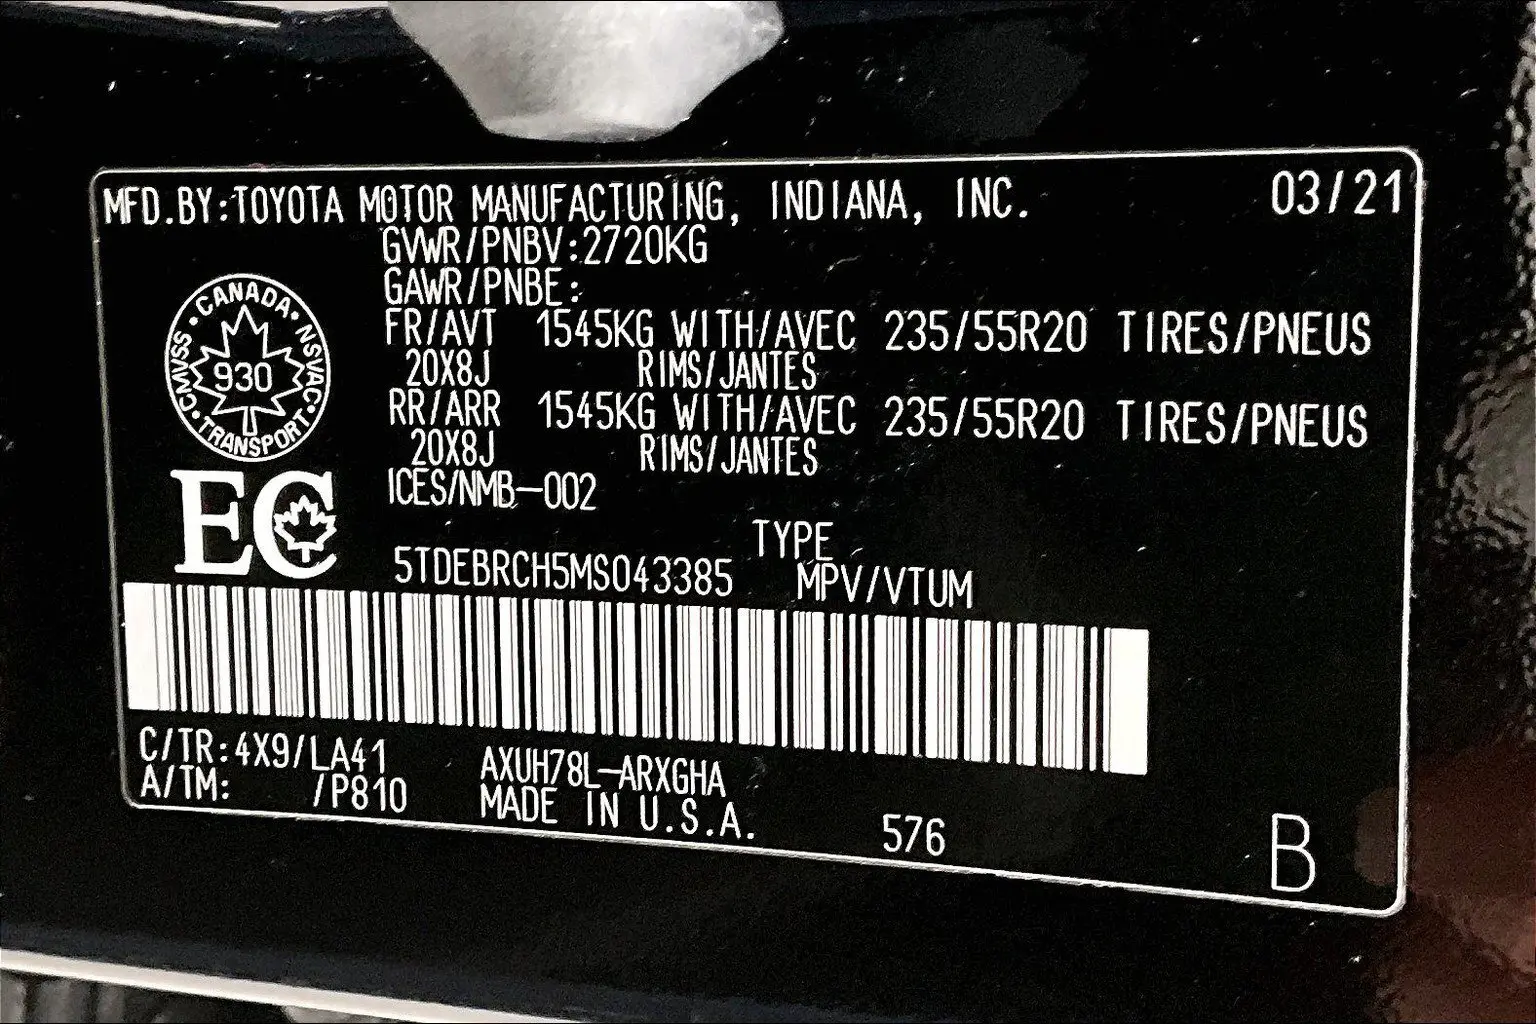 MFD.BY:TOYOTA MOTOR MANUFACTURING, INDIANA, INC. 03/21
GVWR/PNBV:2720KG
GAWR/PNBE:
FR/AVT 1545KG WITH/AVEC 235/55R20 TIRES/PNEUS
20X8J RIMS/JANTES
RR/ARR 1545KG WITH/AVEC 235/55R20 TIRES/PNEUS
20X8J RIMS/JANTES
ICES/NMB-002
CANADA
NSVAC
TRANSPORT
CMVSS
930
EC
TYPE
5TDEBRCH5MS043385 MPV/VTUM
C/TR:4X9/LA41 AXUH78L-ARXGHA
A/TM: /P810 MADE IN U.S.A. 576 B